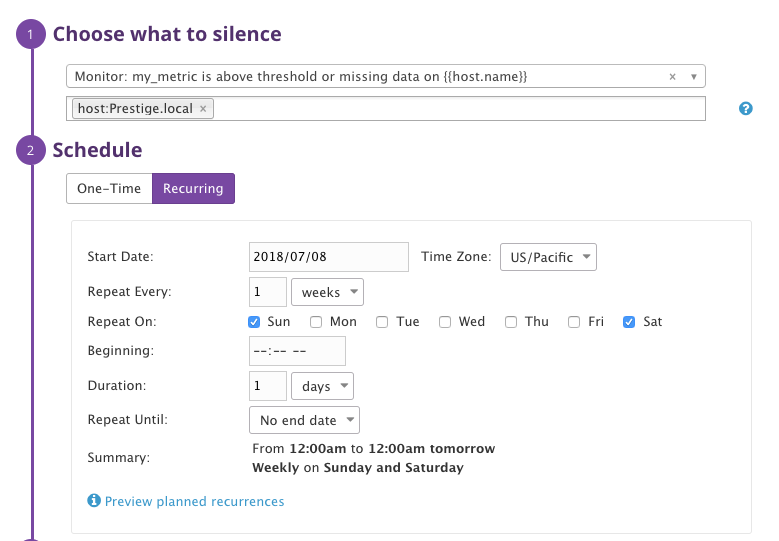 1 Choose what to silence
Monitor: my_metric is above threshold or missing data on {{host.name}} × ▼
host:Prestige.local ×
?
2 Schedule
One-Time Recurring
Start Date: 2018/07/08 Time Zone: US/Pacific
Repeat Every: 1 weeks
Repeat On: Sun Mon Tue Wed Thu Fri Sat
Beginning: --:-- --
Duration: 1 days
Repeat Until: No end date
Summary: From 12:00am to 12:00am tomorrow
Weekly on Sunday and Saturday
Preview planned recurrences